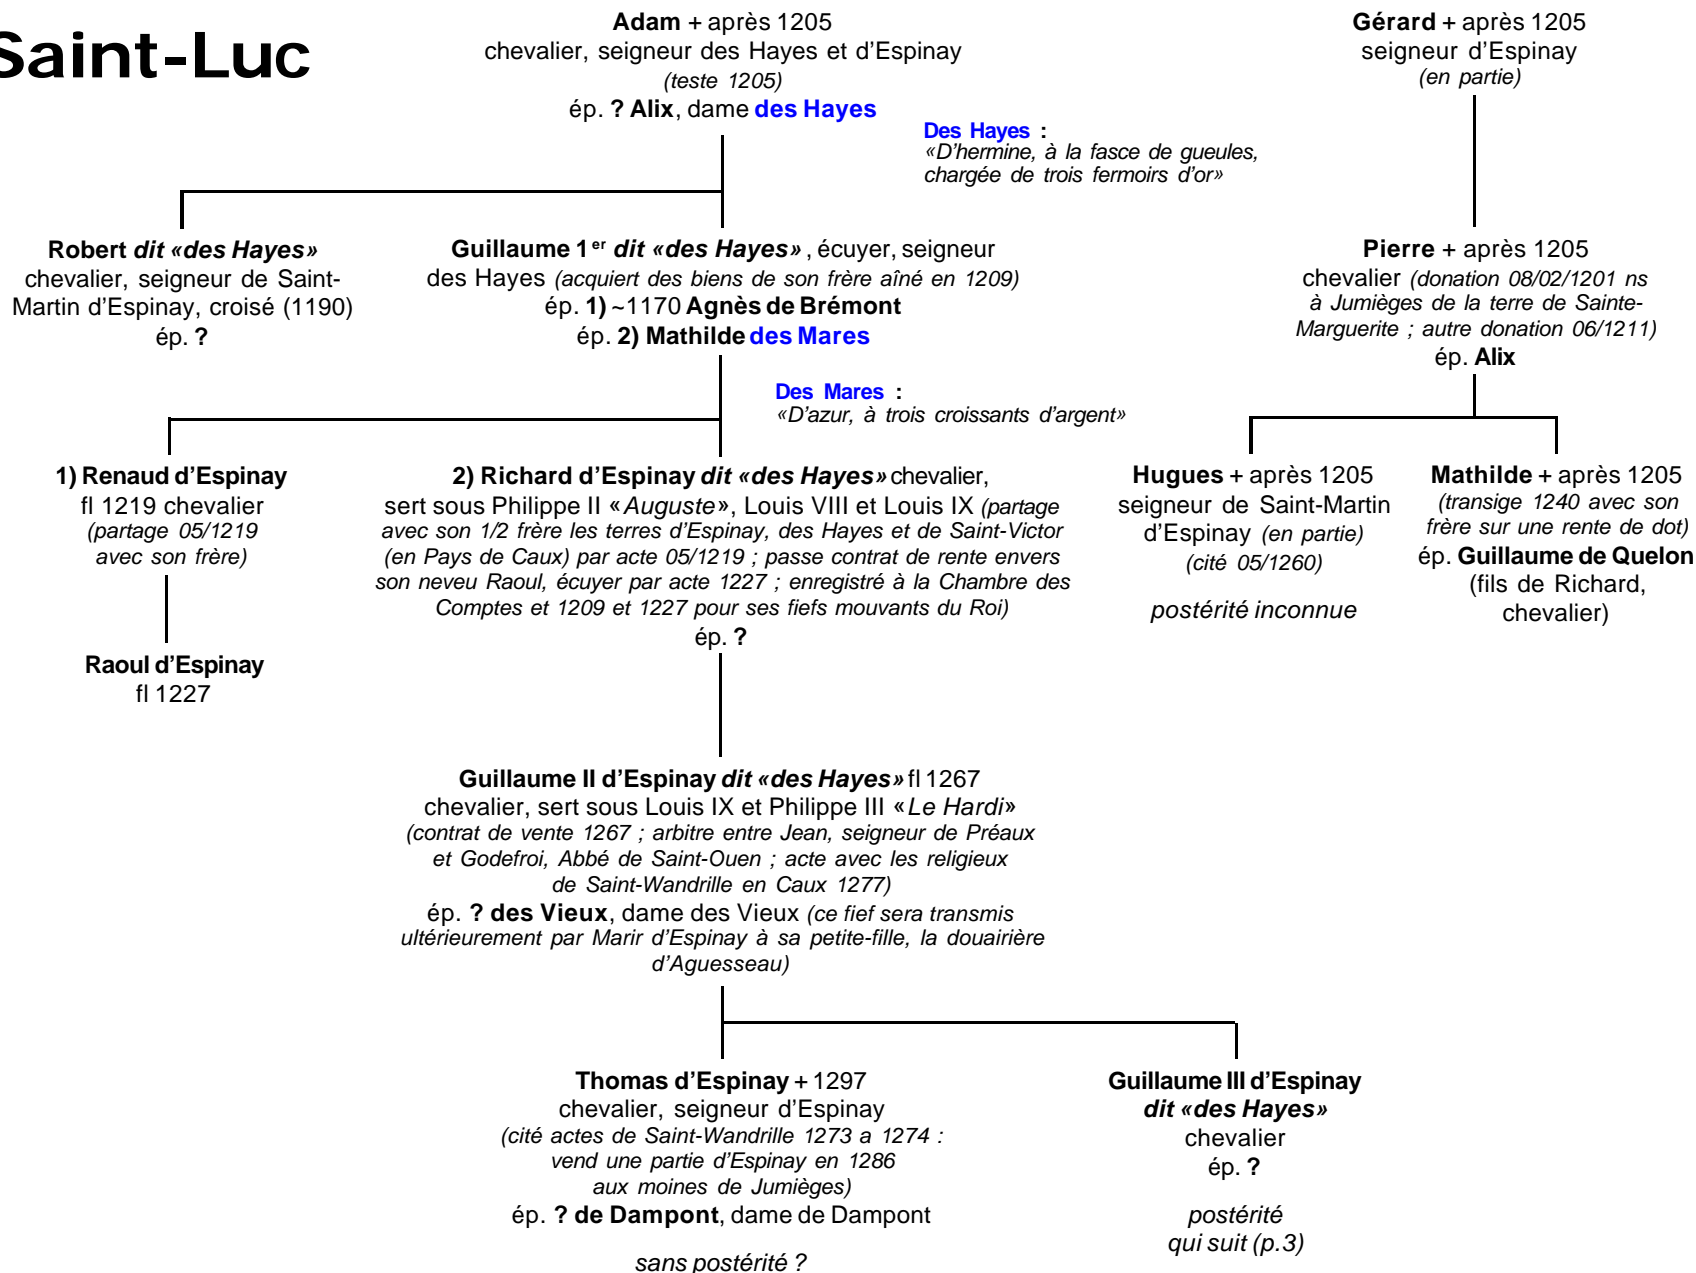 Saint-Luc
Adam + après 1205
chevalier, seigneur des Hayes et d'Espinay
(teste 1205)
ép. ? Alix, dame des Hayes
Gérard + après 1205
seigneur d'Espinay
(en partie)
Des Hayes :
«D'hermine, à la fasce de gueules,
chargée de trois fermoirs d'or»
Robert dit «des Hayes»
chevalier, seigneur de Saint-
Martin d'Espinay, croisé (1190)
ép. ?
Guillaume 1er dit «des Hayes» , écuyer, seigneur
des Hayes (acquiert des biens de son frère aîné en 1209)
ép. 1) ~1170 Agnès de Brémont
ép. 2) Mathilde des Mares
Pierre + après 1205
chevalier (donation 08/02/1201 ns
à Jumièges de la terre de Sainte-
Marguerite ; autre donation 06/1211)
ép. Alix
Des Mares :
«D'azur, à trois croissants d'argent»
1) Renaud d'Espinay
fl 1219 chevalier
(partage 05/1219
avec son frère)
2) Richard d'Espinay dit «des Hayes» chevalier,
sert sous Philippe II «Auguste», Louis VIII et Louis IX (partage
avec son 1/2 frère les terres d'Espinay, des Hayes et de Saint-Victor
(en Pays de Caux) par acte 05/1219 ; passe contrat de rente envers
son neveu Raoul, écuyer par acte 1227 ; enregistré à la Chambre des
Comptes et 1209 et 1227 pour ses fiefs mouvants du Roi)
ép. ?
Hugues + après 1205
seigneur de Saint-Martin
d'Espinay (en partie)
(cité 05/1260)
postérité inconnue
Mathilde + après 1205
(transige 1240 avec son
frère sur une rente de dot)
ép. Guillaume de Quelon
(fils de Richard,
chevalier)
Raoul d'Espinay
fl 1227
Guillaume II d'Espinay dit «des Hayes» fl 1267
chevalier, sert sous Louis IX et Philippe III «Le Hardi»
(contrat de vente 1267 ; arbitre entre Jean, seigneur de Préaux
et Godefroi, Abbé de Saint-Ouen ; acte avec les religieux
de Saint-Wandrille en Caux 1277)
ép. ? des Vieux, dame des Vieux (ce fief sera transmis
ultérieurement par Marir d'Espinay à sa petite-fille, la douairière
d'Aguesseau)
Thomas d'Espinay + 1297
chevalier, seigneur d'Espinay
(cité actes de Saint-Wandrille 1273 a 1274 :
vend une partie d'Espinay en 1286
aux moines de Jumièges)
ép. ? de Dampont, dame de Dampont
sans postérité ?
Guillaume III d'Espinay
dit «des Hayes»
chevalier
ép. ?
postérité
qui suit (p.3)